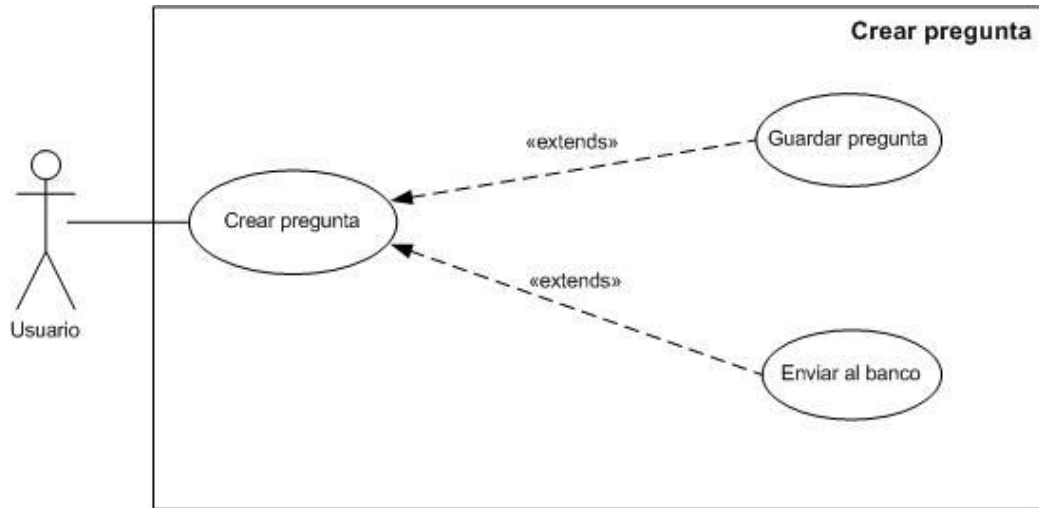 Crear pregunta
«extends»
Guardar pregunta
Crear pregunta
«extends»
Usuario
Enviar al banco